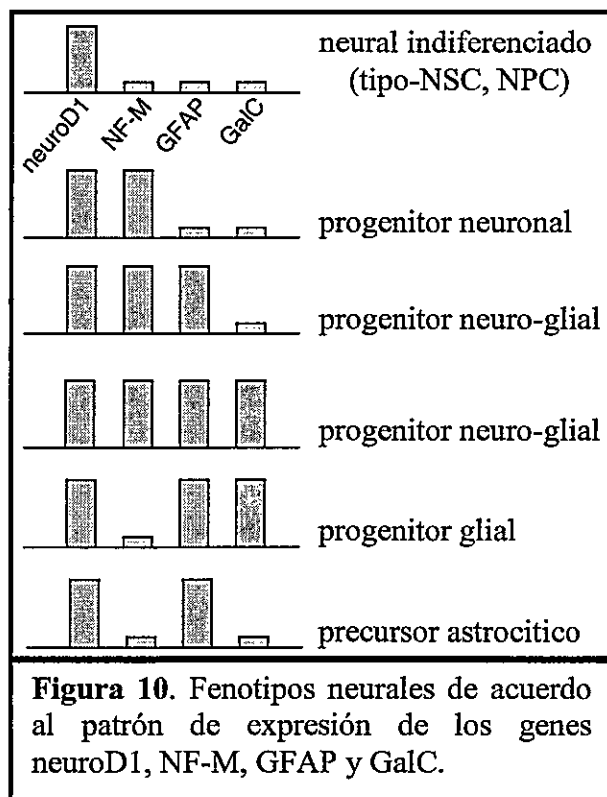 neural indiferenciado
(tipo-NSC, NPC)
neuroD1
NF-M
GFAP
GalC
progenitor neuronal
progenitor neuro-glial
progenitor neuro-glial
progenitor glial
precursor astrocitico
Figura 10. Fenotipos neurales de acuerdo
al patrón de expresión de los genes
neuroD1, NF-M, GFAP y GalC.